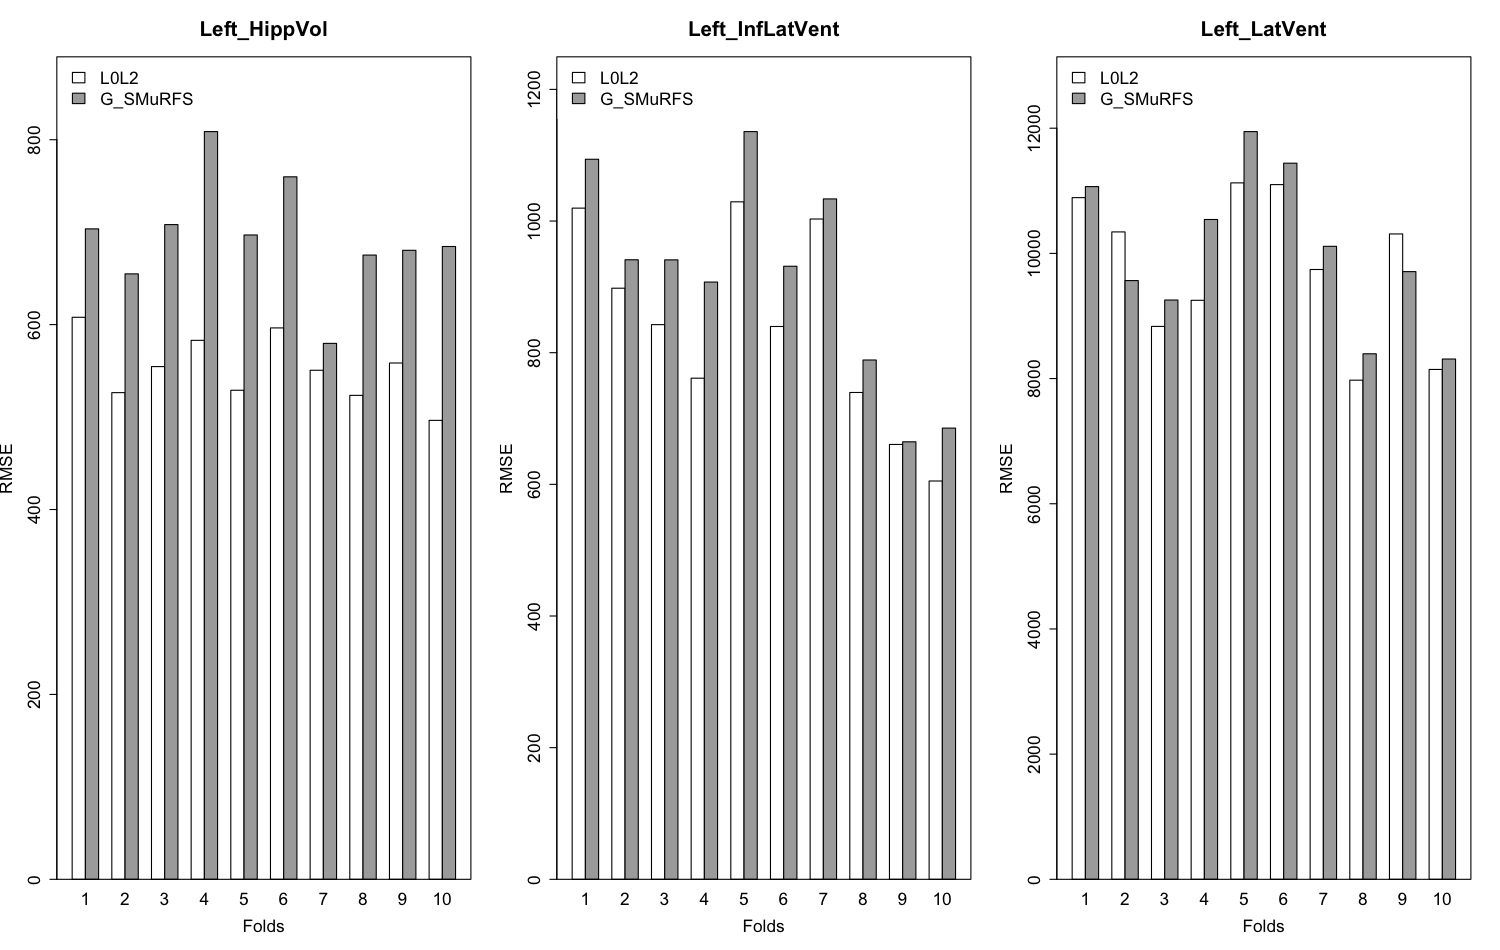 Left_HippVol
L0L2
G_SMuRFS
RMSE
0
200
400
600
800
1 2 3 4 5 6 7 8 9 10
Folds
Left_InfLatVent
L0L2
G_SMuRFS
RMSE
0
200
400
600
800
1000
1200
1 2 3 4 5 6 7 8 9 10
Folds
Left_LatVent
L0L2
G_SMuRFS
RMSE
0
2000
4000
6000
8000
10000
12000
1 2 3 4 5 6 7 8 9 10
Folds